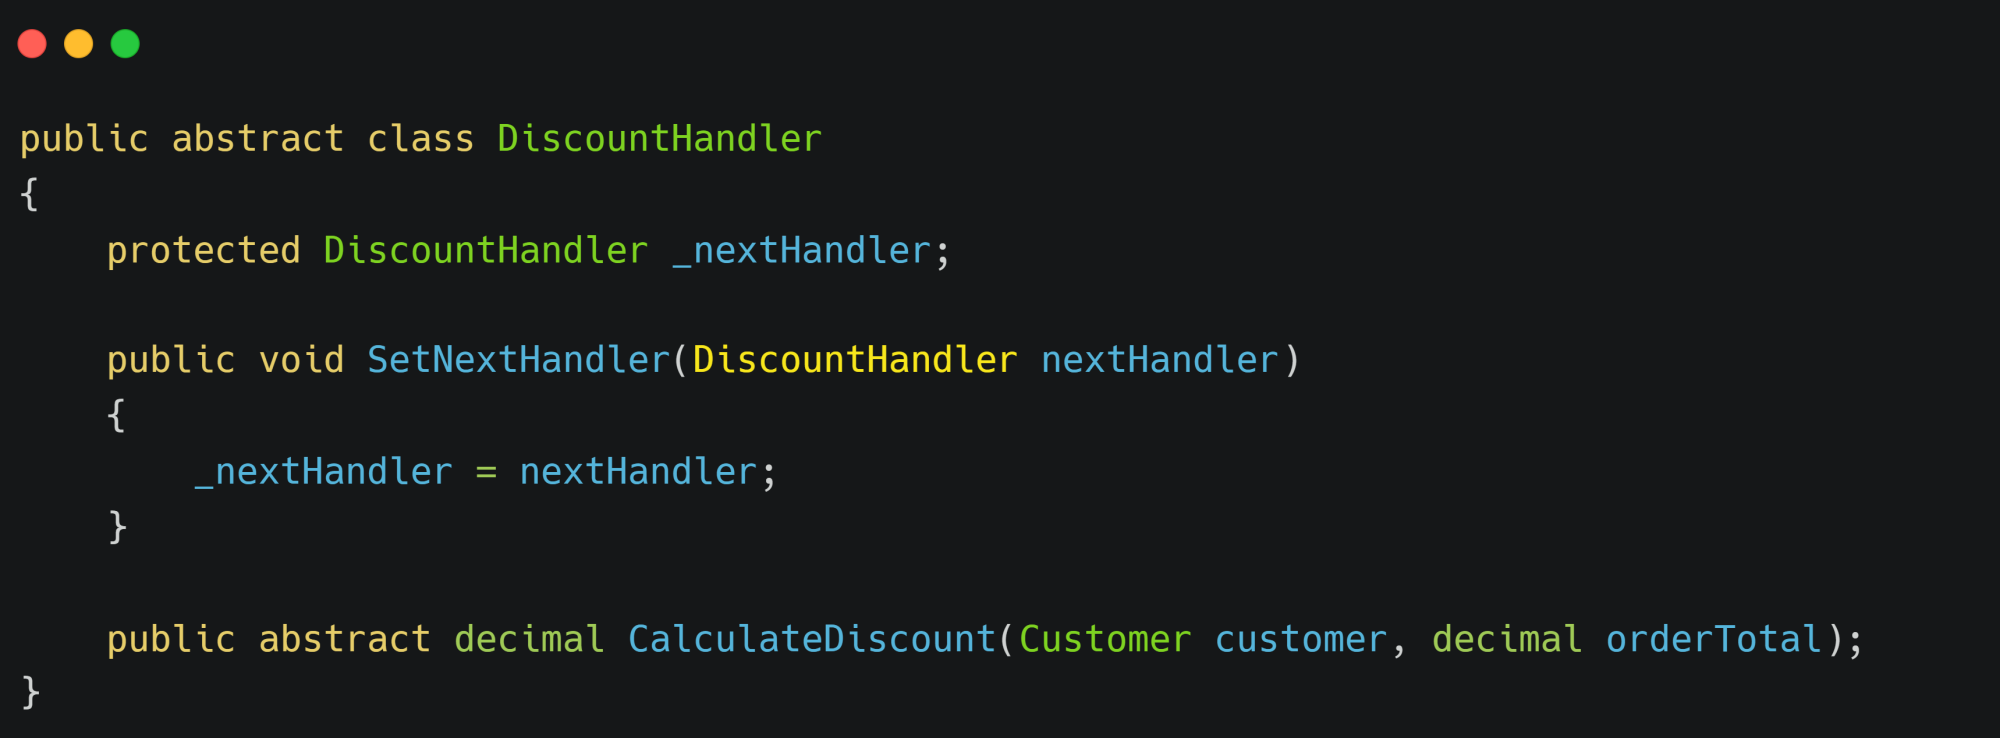 public abstract class DiscountHandler
{
    protected DiscountHandler _nextHandler;
    public void SetNextHandler(DiscountHandler nextHandler)
    {
        _nextHandler = nextHandler;
    }
    public abstract decimal CalculateDiscount(Customer customer, decimal orderTotal);
}